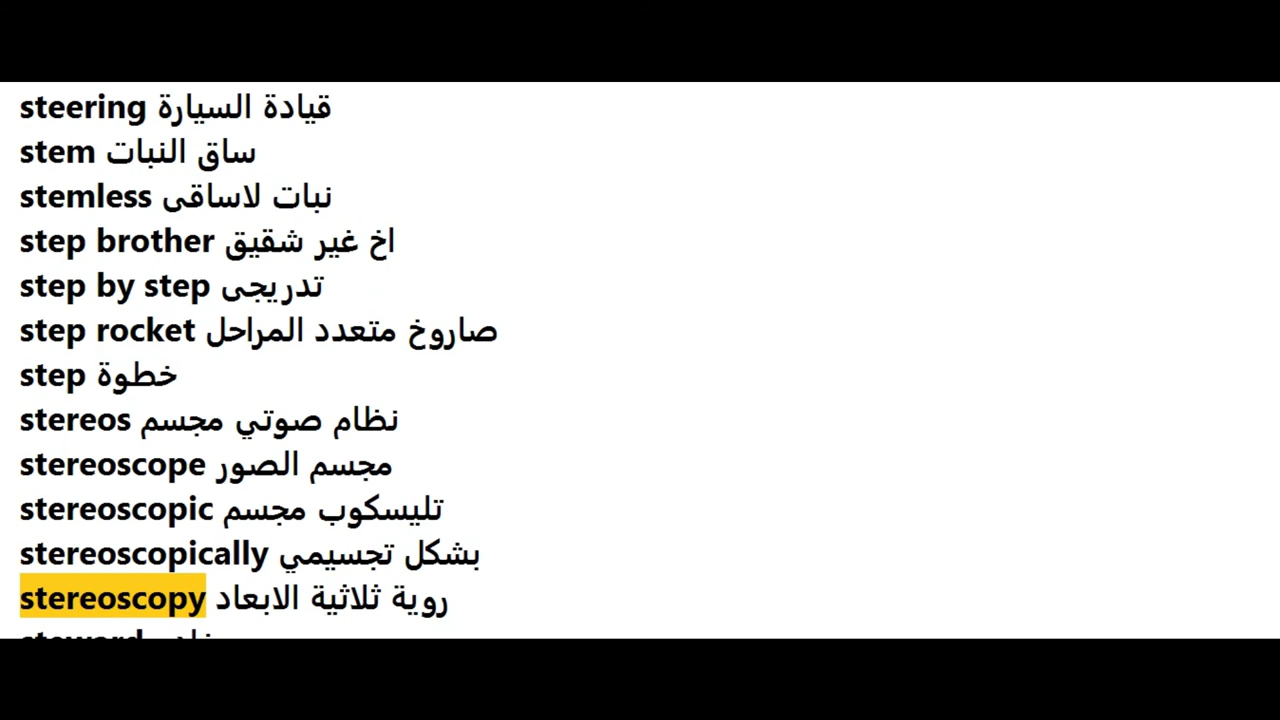 steering قيادة السيارة
stem ساق النبات
stemless نبات لاساقى
step brother اخ غير شقيق
step by step تدريجى
step rocket صاروخ متعدد المراحل
step خطوة
stereos نظام صوتي مجسم
stereoscope مجسم الصور
stereoscopic تليسكوب مجسم
stereoscopically بشكل تجسيمي
stereoscopy روية ثلاثية الابعاد
steward